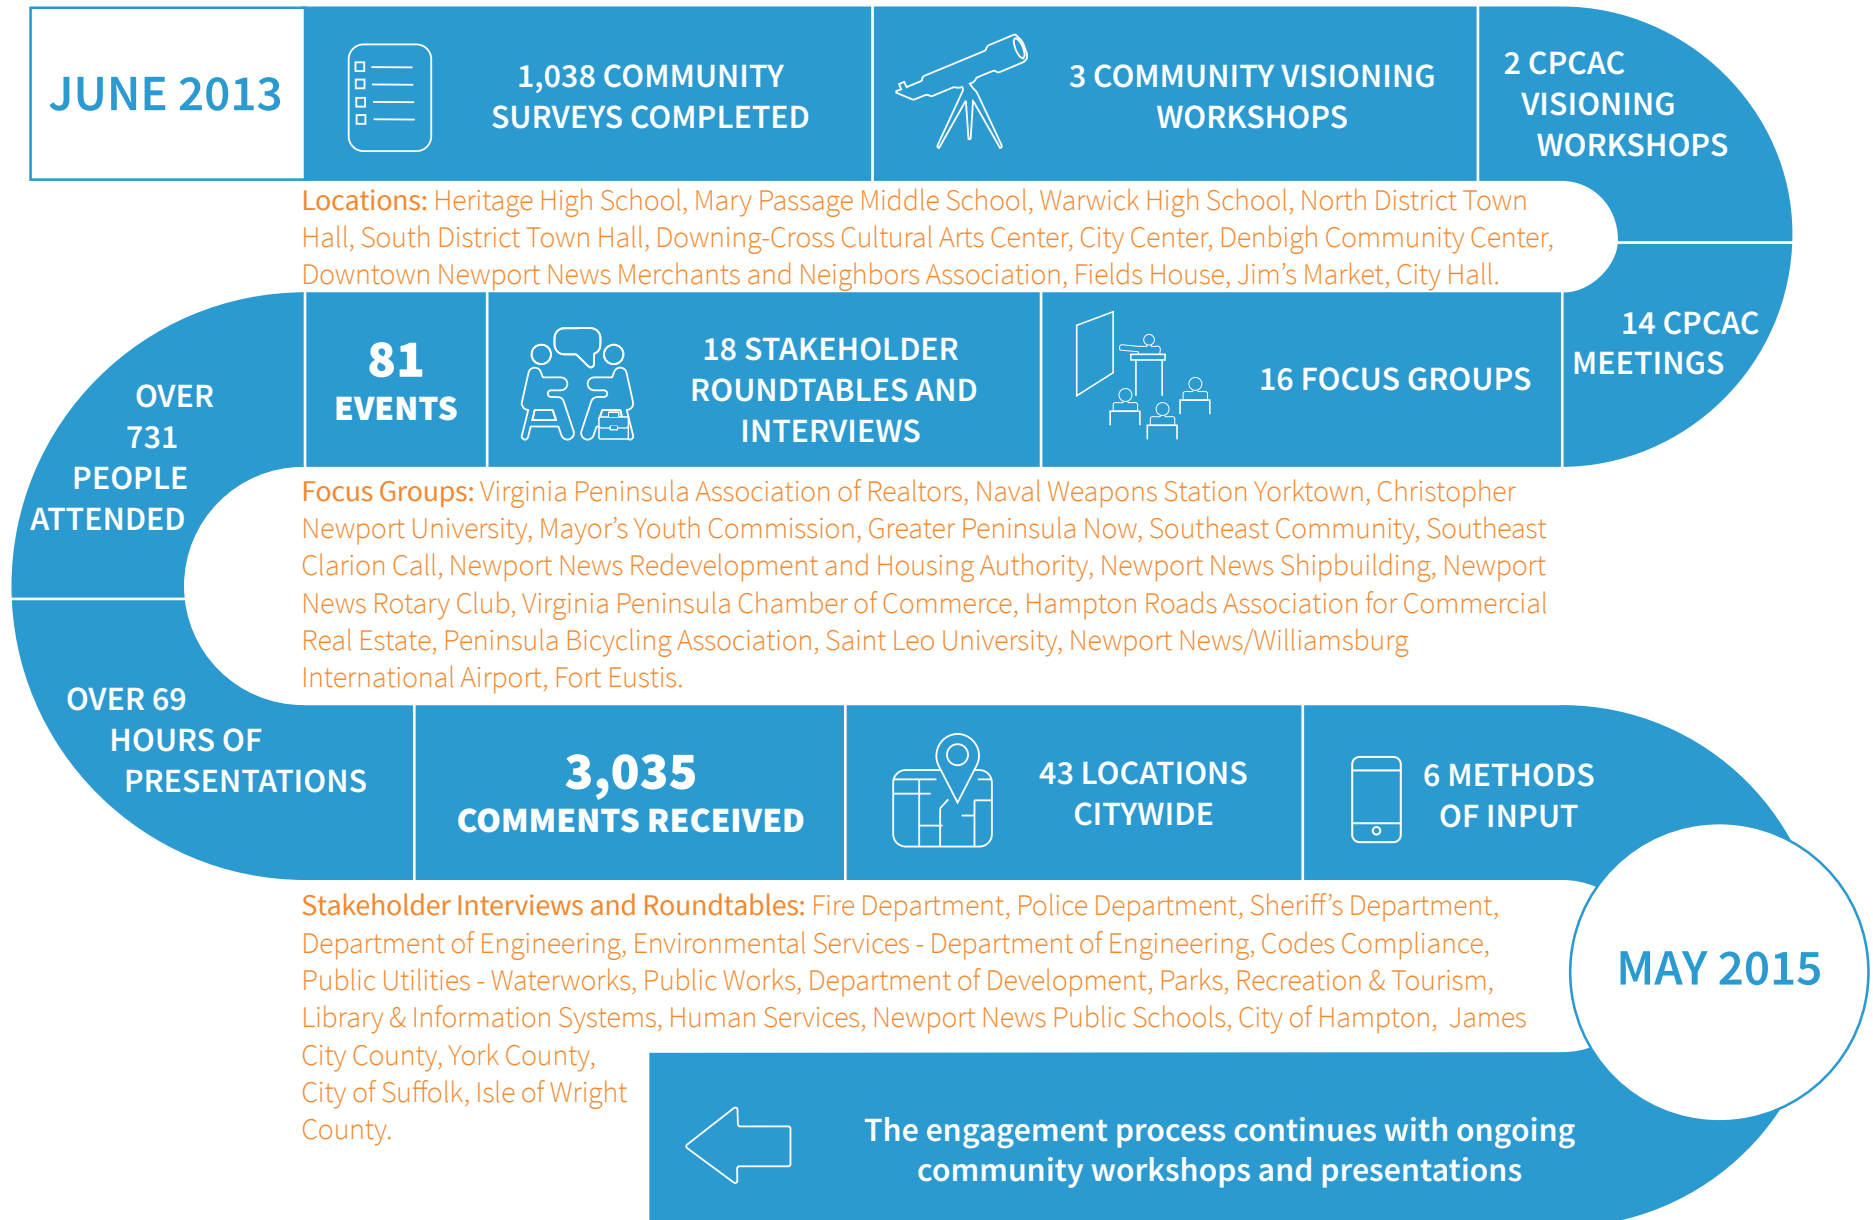 JUNE 2013
1,038 COMMUNITY
SURVEYS COMPLETED
3 COMMUNITY VISIONING
WORKSHOPS
2 CPCAC
VISIONING
WORKSHOPS
Locations: Heritage High School, Mary Passage Middle School, Warwick High School, North District Town
Hall, South District Town Hall, Downing-Cross Cultural Arts Center, City Center, Denbigh Community Center,
Downtown Newport News Merchants and Neighbors Association, Fields House, Jim's Market, City Hall.
14 CPCAC
MEETINGS
16 FOCUS GROUPS
18 STAKEHOLDER
ROUNDTABLES AND
INTERVIEWS
81
EVENTS
OVER
731
PEOPLE
ATTENDED
Focus Groups: Virginia Peninsula Association of Realtors, Naval Weapons Station Yorktown, Christopher
Newport University, Mayor's Youth Commission, Greater Peninsula Now, Southeast Community, Southeast
Clarion Call, Newport News Redevelopment and Housing Authority, Newport News Shipbuilding, Newport
News Rotary Club, Virginia Peninsula Chamber of Commerce, Hampton Roads Association for Commercial
Real Estate, Peninsula Bicycling Association, Saint Leo University, Newport News/Williamsburg
International Airport, Fort Eustis.
OVER 69
HOURS OF
PRESENTATIONS
3,035
COMMENTS RECEIVED
43 LOCATIONS
CITYWIDE
6 METHODS
OF INPUT
MAY 2015
Stakeholder Interviews and Roundtables: Fire Department, Police Department, Sheriff's Department,
Department of Engineering, Environmental Services - Department of Engineering, Codes Compliance,
Public Utilities - Waterworks, Public Works, Department of Development, Parks, Recreation & Tourism,
Library & Information Systems, Human Services, Newport News Public Schools, City of Hampton, James
City County, York County,
City of Suffolk, Isle of Wright
County.
The engagement process continues with ongoing
community workshops and presentations